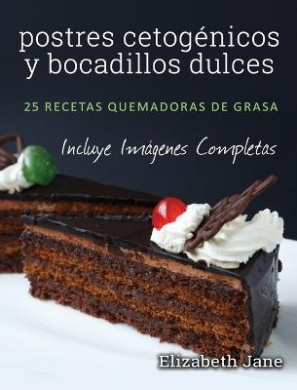 postres cetogénicos
y bocadillos dulces
25 RECETAS QUEMADORAS DE GRASA
Incluye Imágenes Completas
Elizabeth Jane